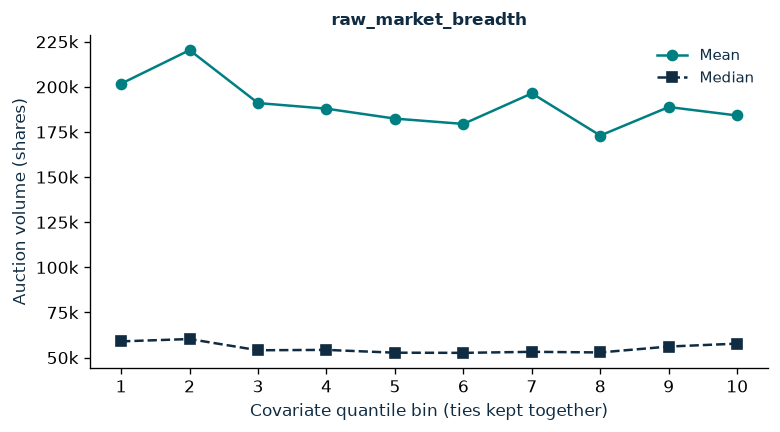 raw_market_breadth
Mean
Median
Auction volume (shares)
225k
200k
175k
150k
125k
100k
75k
50k
1 2 3 4 5 6 7 8 9 10
Covariate quantile bin (ties kept together)